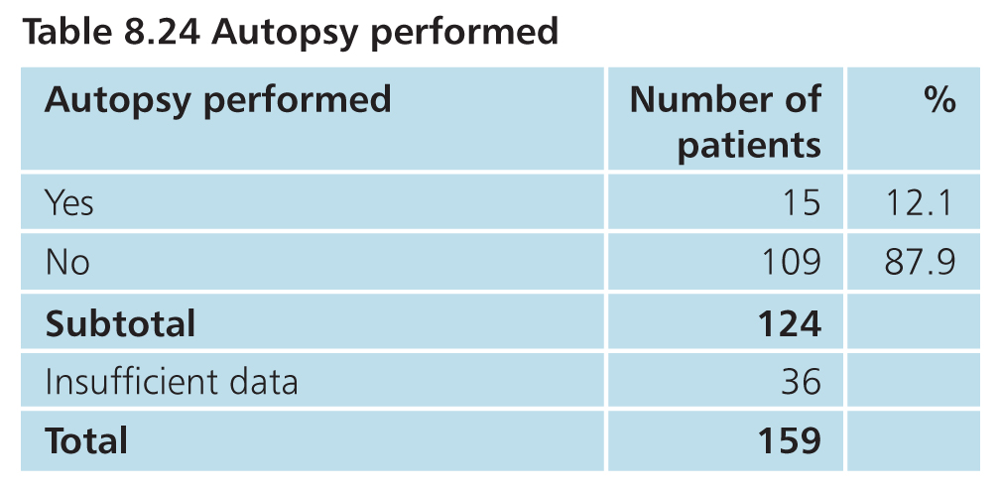 Table 8.24 Autopsy performed
Autopsy performed Number of patients %
Yes 15 12.1
No 109 87.9
Subtotal 124
Insufficient data 36
Total 159